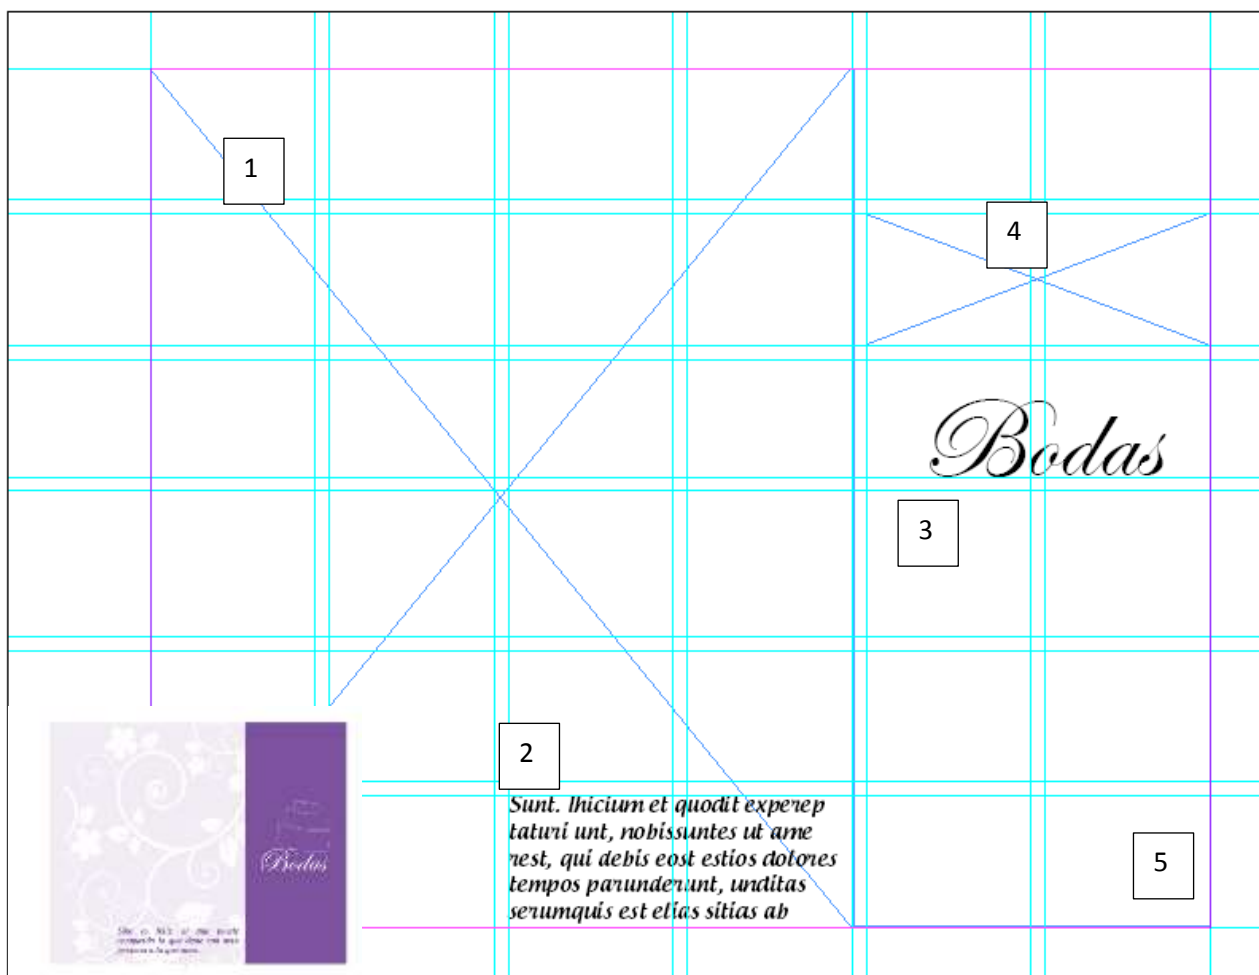 1
4
Bodas
3
2
Sunt. Ihicium et quodit experep
taturi unt, nobissuntes ut ame
rest, qui debis eost estios dolores
tempos parunderunt, unditas
serumquis est elias sitias ab
5
Bodas